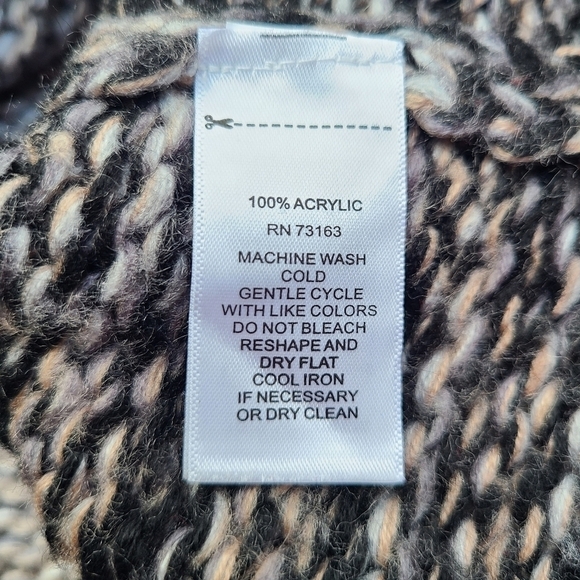 100% ACRYLIC
RN 73163
MACHINE WASH
COLD
GENTLE CYCLE
WITH LIKE COLORS
DO NOT BLEACH
RESHAPE AND
DRY FLAT
COOL IRON
IF NECESSARY
OR DRY CLEAN